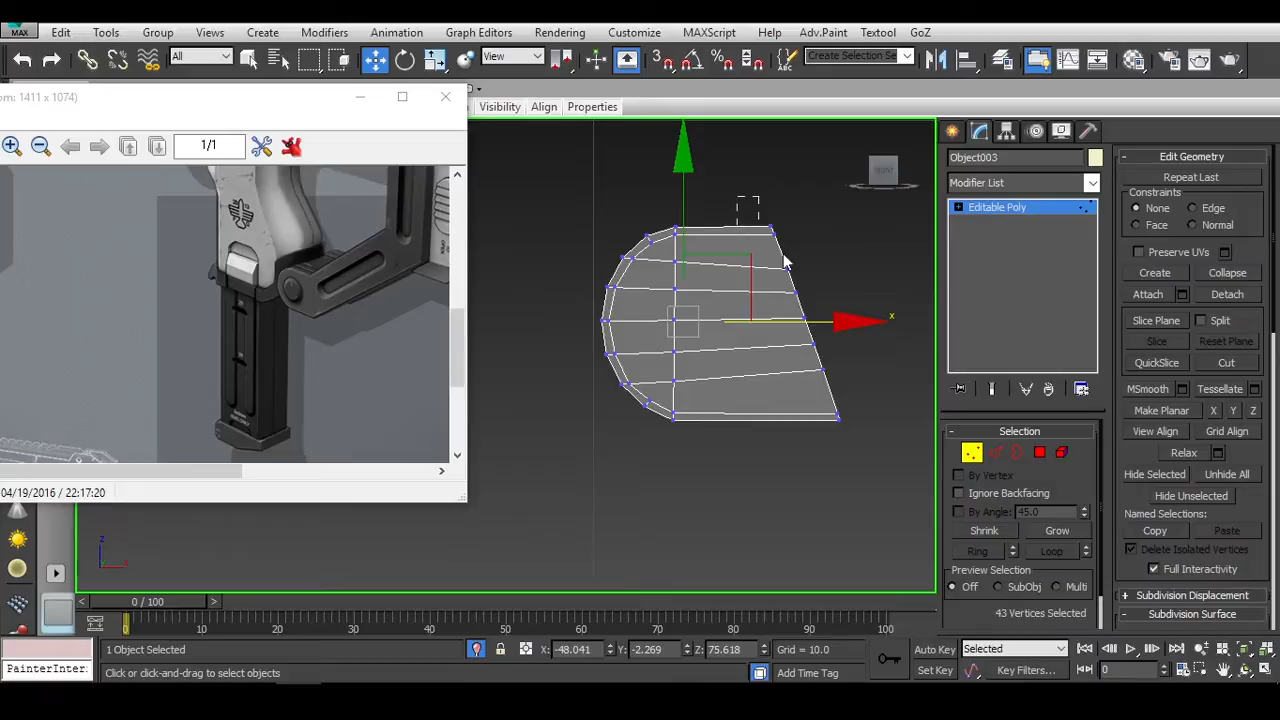 MAX
Edit Tools Group Views Create Modifiers Animation Graph Editors Rendering Customize MAXScript Help Adv.Paint Textool GoZ
All View 3 Create Selection Se
om: 1411 x 1074)
Visibility Align Properties
1/1
04/19/2016 / 22:17:20
FRONT
x
z
x
Object003
Modifier List
Editable Poly
Selection
By Vertex
Ignore Backfacing
By Angle: 45.0
Shrink Grow
Ring Loop
Preview Selection
Off SubObj Multi
43 Vertices Selected
Edit Geometry
Repeat Last
Constraints
None Edge
Face Normal
Preserve UVs
Create Collapse
Attach Detach
Slice Plane Split
Slice Reset Plane
QuickSlice Cut
MSmooth Tessellate
Make Planar X Y Z
View Align Grid Align
Relax
Hide Selected Unhide All
Hide Unselected
Named Selections:
Copy Paste
Delete Isolated Vertices
Full Interactivity
Subdivision Displacement
Subdivision Surface
< 0 / 100 >
0 10 20 30 40 50 60 70 80 90 100
1 Object Selected X: -48.041 Y: -2.269 Z: 75.618 Grid = 10.0 Auto Key Selected
PainterInter Click or click-and-drag to select objects Add Time Tag Set Key Key Filters... 0